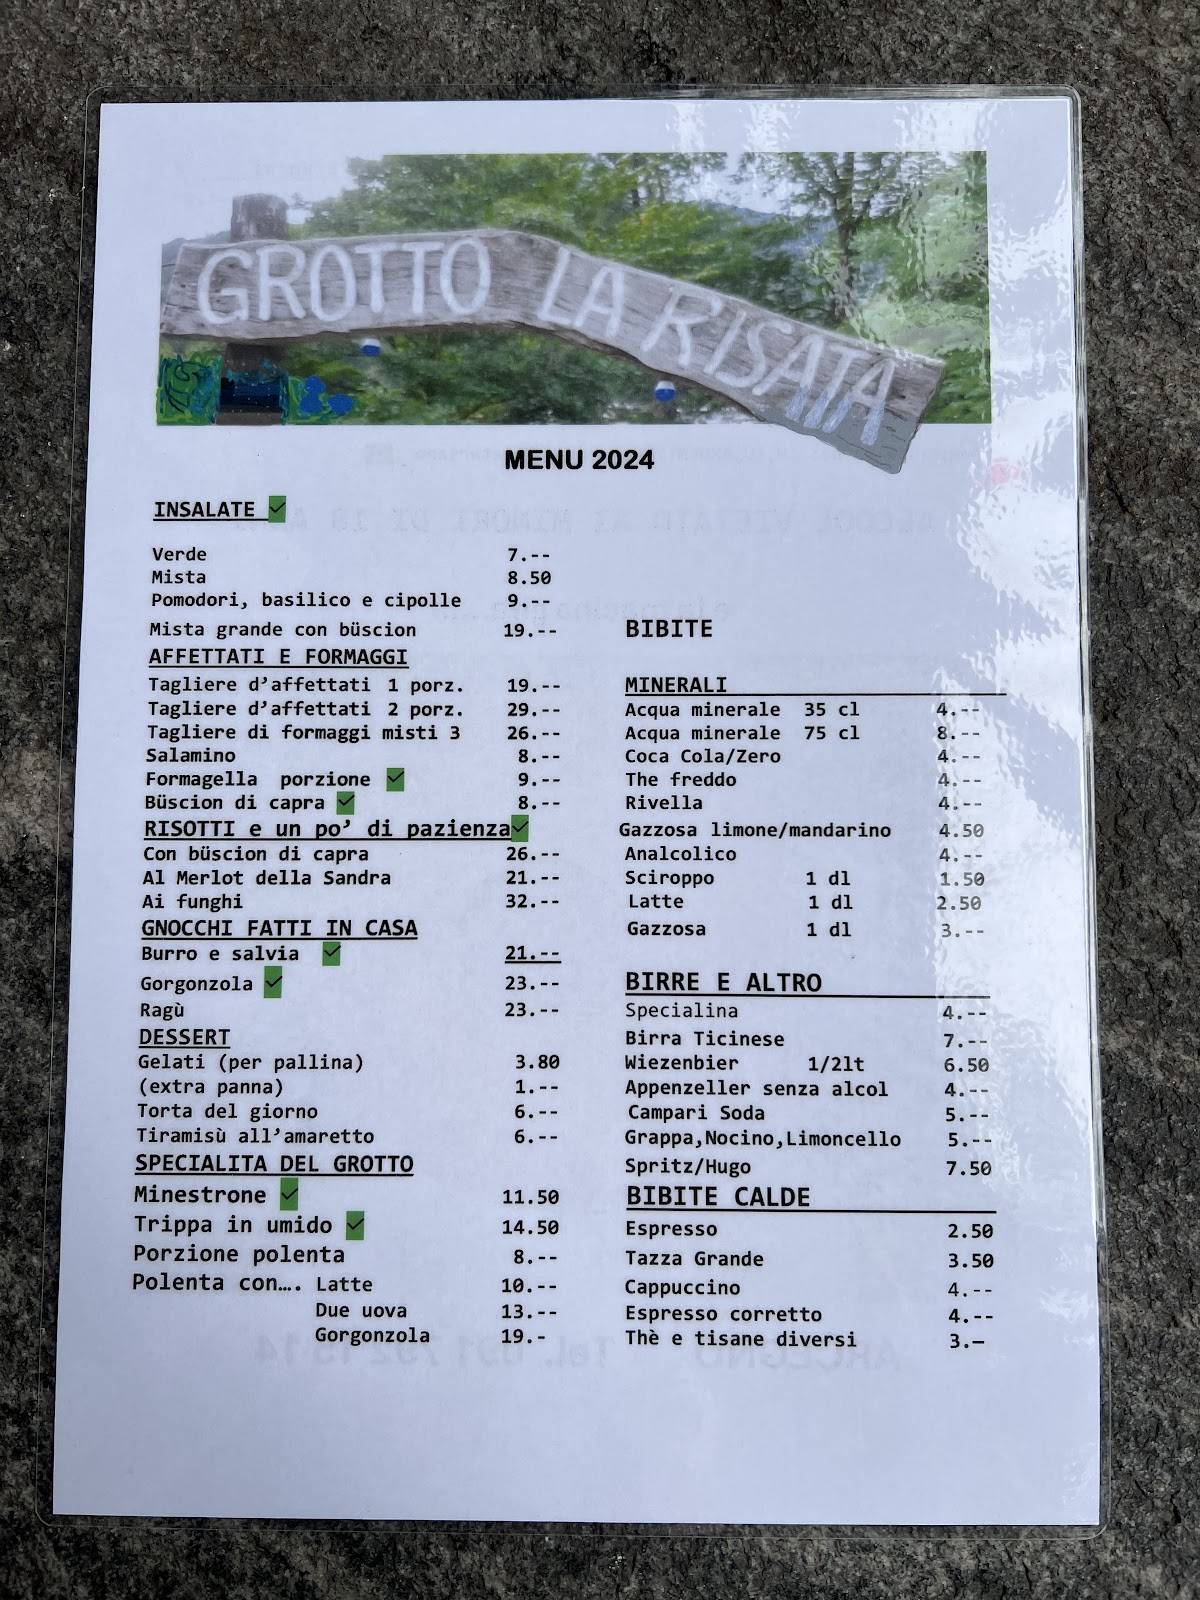 GROTTO LA RISATA
MENU 2024
INSALATE ✓
Verde 7.--
Mista 8.50
Pomodori, basilico e cipolle 9.--
Mista grande con büscion 19.--
AFFETTATI E FORMAGGI
Tagliere d’affettati 1 porz. 19.--
Tagliere d’affettati 2 porz. 29.--
Tagliere di formaggi misti 3 26.--
Salamino 8.--
Formagella porzione ✓ 9.--
Büscion di capra ✓ 8.--
RISOTTI e un po’ di pazienza ✓
Con büscion di capra 26.--
Al Merlot della Sandra 21.--
Ai funghi 32.--
GNOCCHI FATTI IN CASA
Burro e salvia ✓ 21.--
Gorgonzola ✓ 23.--
Ragù 23.--
DESSERT
Gelati (per pallina) 3.80
(extra panna) 1.--
Torta del giorno 6.--
Tiramisù all’amaretto 6.--
SPECIALITA DEL GROTTO
Minestrone ✓ 11.50
Trippa in umido ✓ 14.50
Porzione polenta 8.--
Polenta con…. Latte 10.--
Due uova 13.--
Gorgonzola 19.-
BIBITE
MINERALI
Acqua minerale 35 cl 4.--
Acqua minerale 75 cl 8.--
Coca Cola/Zero 4.--
The freddo 4.--
Rivella 4.--
Gazzosa limone/mandarino 4.50
Analcolico 4.--
Sciroppo 1 dl 1.50
Latte 1 dl 2.50
Gazzosa 1 dl 3.--
BIRRE E ALTRO
Specialina 4.--
Birra Ticinese 7.--
Wiezenbier 1/2lt 6.50
Appenzeller senza alcol 4.--
Campari Soda 5.--
Grappa,Nocino,Limoncello 5.--
Spritz/Hugo 7.50
BIBITE CALDE
Espresso 2.50
Tazza Grande 3.50
Cappuccino 4.--
Espresso corretto 4.--
Thè e tisane diversi 3.—